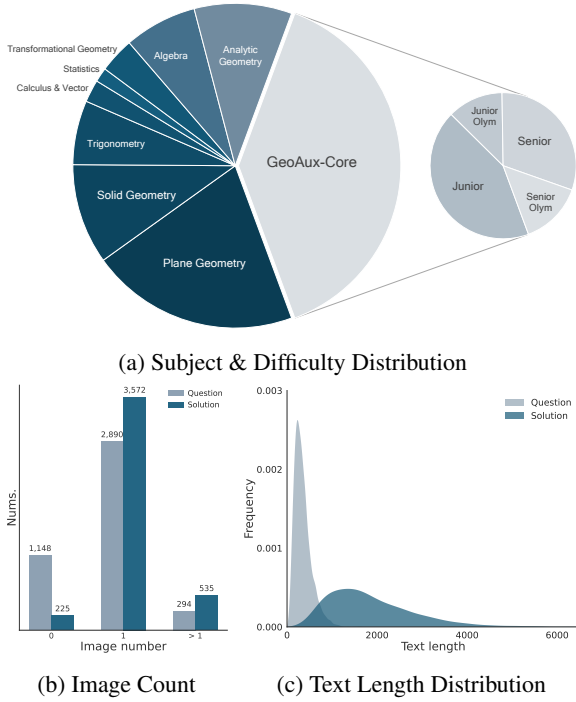 Transformational Geometry
Statistics
Calculus & Vector
Algebra
Analytic
Geometry
Trigonometry
Solid Geometry
Plane Geometry
GeoAux-Core
Junior
Olym
Senior
Junior
Senior
Olym
(a) Subject & Difficulty Distribution
Nums.
1,148
225
2,890
3,572
294
535
Question
Solution
0
1
> 1
Image number
(b) Image Count
Frequency
0.003
0.002
0.001
0.000
Question
Solution
0
2000
4000
6000
Text length
(c) Text Length Distribution